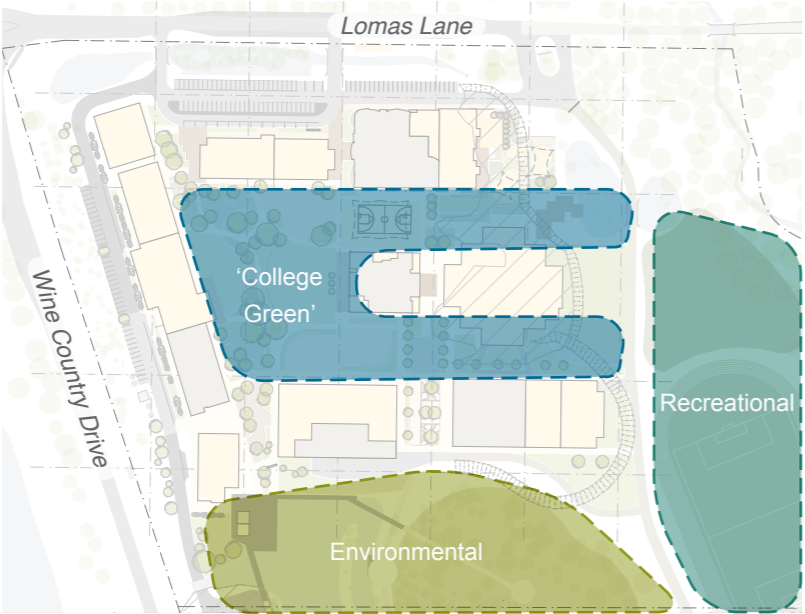 Lomas Lane
‘College
Green’
Wine Country Drive
Recreational
Environmental